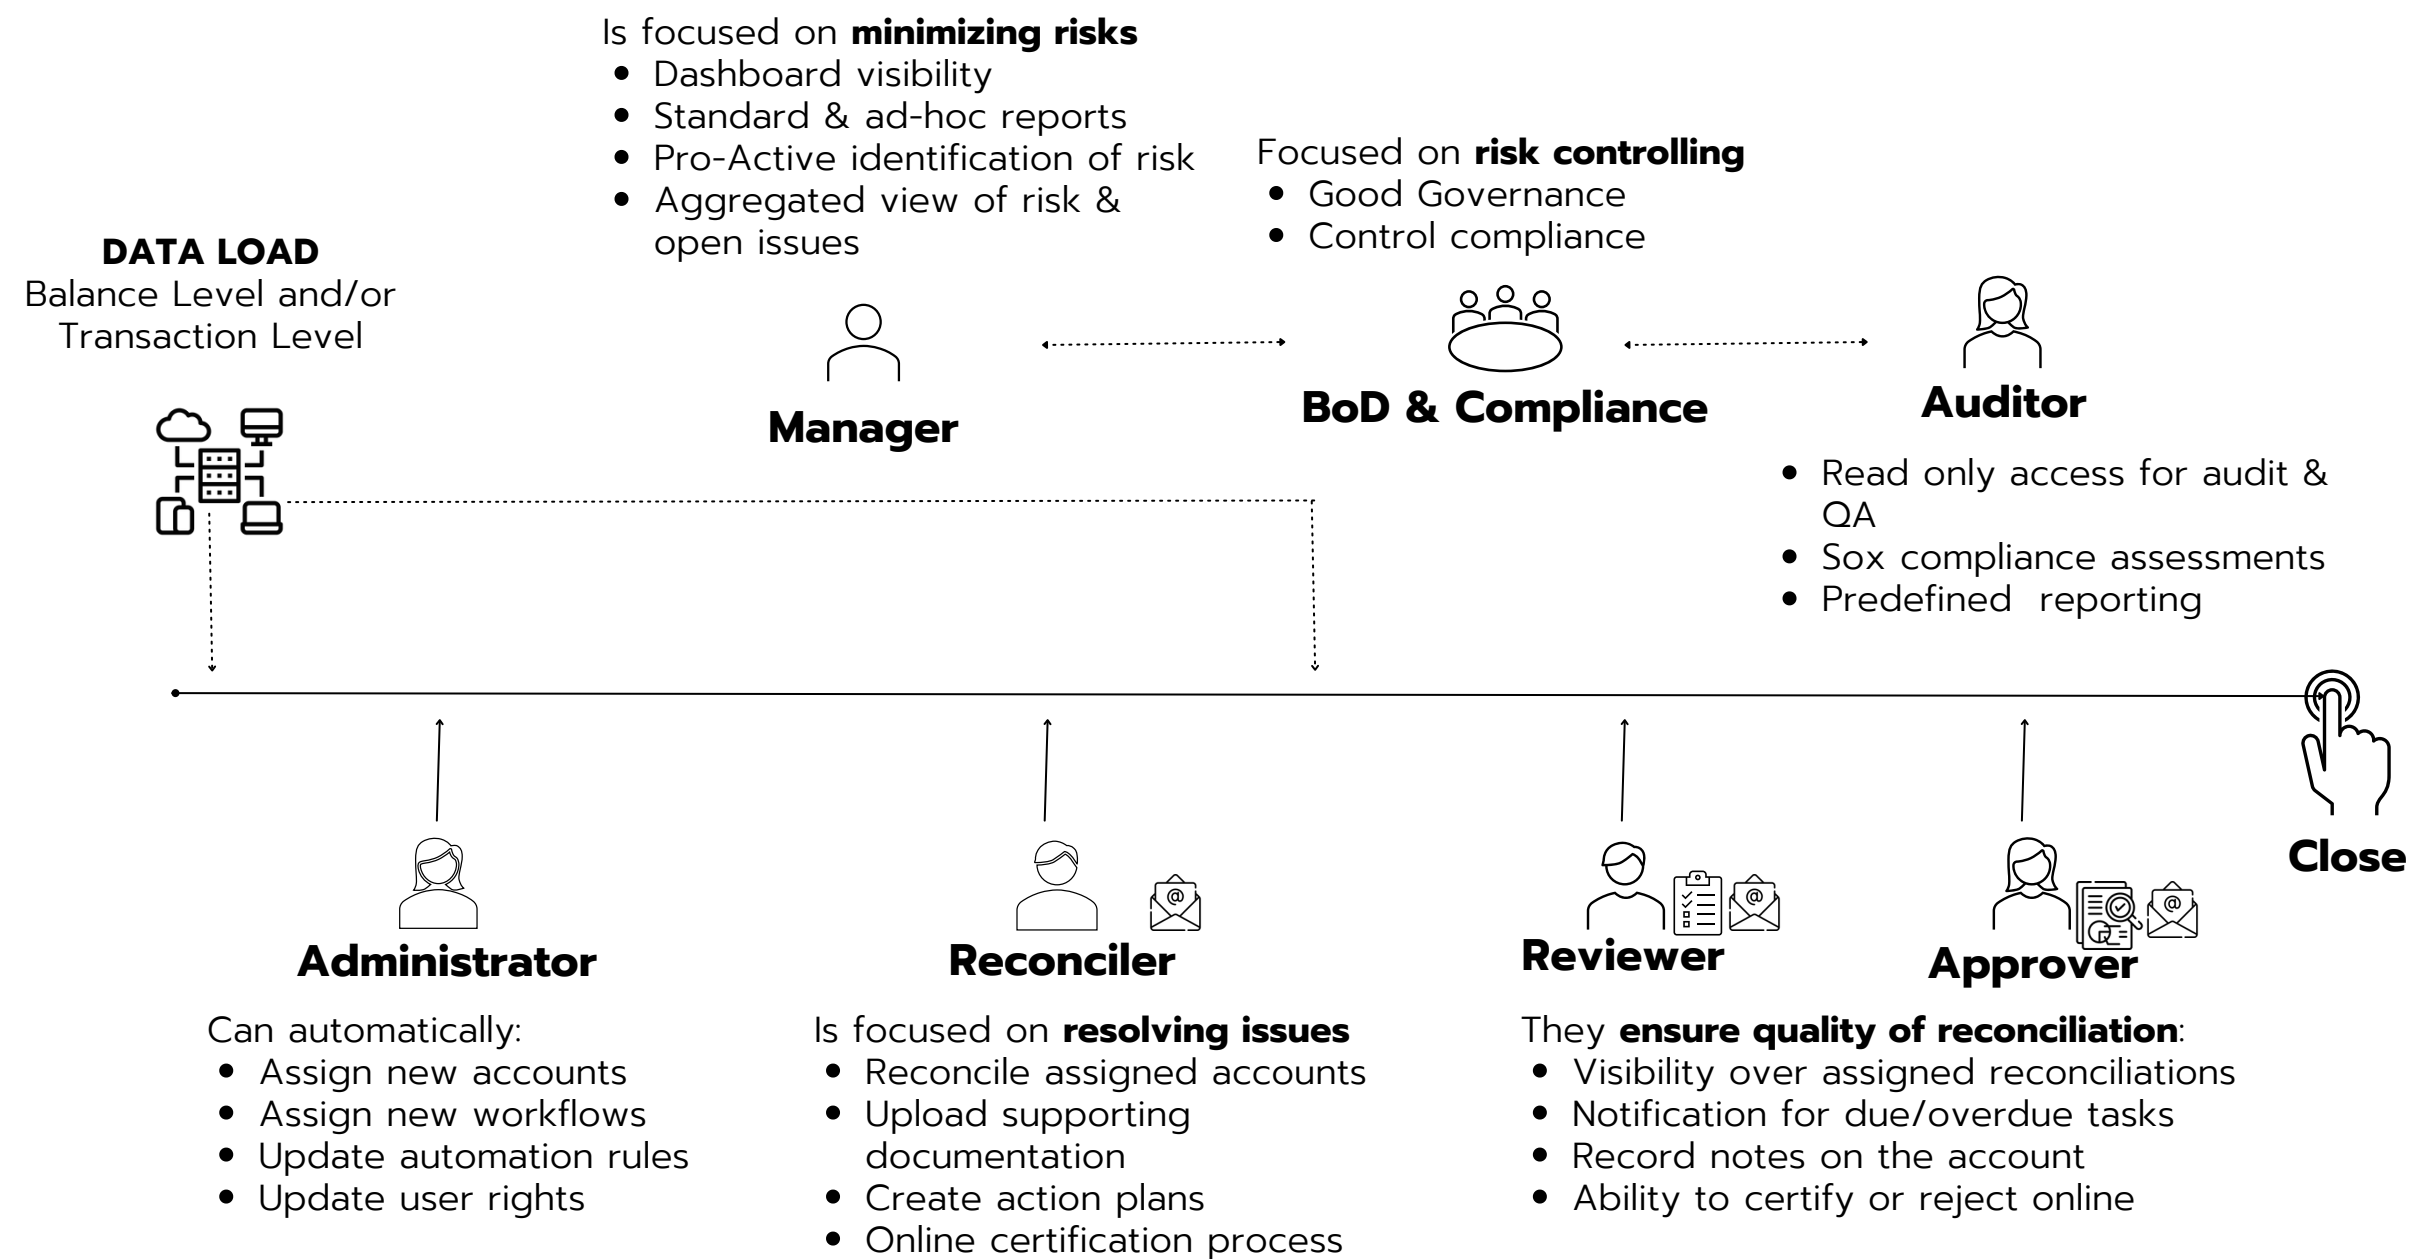 Is focused on minimizing risks
• Dashboard visibility
• Standard & ad-hoc reports
• Pro-Active identification of risk
• Aggregated view of risk &
open issues
Focused on risk controlling
• Good Governance
• Control compliance
DATA LOAD
Balance Level and/or
Transaction Level
Manager
BoD & Compliance
Auditor
• Read only access for audit &
QA
• Sox compliance assessments
• Predefined reporting
Close
Administrator
Can automatically:
• Assign new accounts
• Assign new workflows
• Update automation rules
• Update user rights
@
Reconciler
Is focused on resolving issues
• Reconcile assigned accounts
• Upload supporting
documentation
• Create action plans
• Online certification process
@
Reviewer
@
Approver
They ensure quality of reconciliation:
• Visibility over assigned reconciliations
• Notification for due/overdue tasks
• Record notes on the account
• Ability to certify or reject online